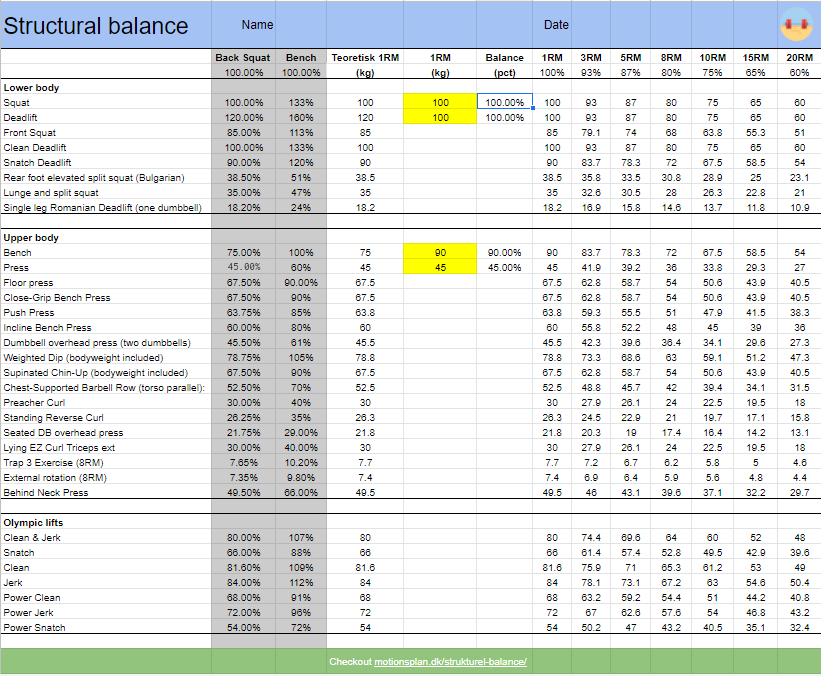 Structural balance Name Date
Back Squat Bench Teoretisk 1RM 1RM Balance 1RM 3RM 5RM 8RM 10RM 15RM 20RM
100.00% 100.00% (kg) (kg) (pct) 100% 93% 87% 80% 75% 65% 60%
Lower body
Squat 100.00% 133% 100 100 100.00% 100 93 87 80 75 65 60
Deadlift 120.00% 160% 120 100 100.00% 100 93 87 80 75 65 60
Front Squat 85.00% 113% 85 85 79.1 74 68 63.8 55.3 51
Clean Deadlift 100.00% 133% 100 100 93 87 80 75 65 60
Snatch Deadlift 90.00% 120% 90 90 83.7 78.3 72 67.5 58.5 54
Rear foot elevated split squat (Bulgarian) 38.50% 51% 38.5 38.5 35.8 33.5 30.8 28.9 25 23.1
Lunge and split squat 35.00% 47% 35 35 32.6 30.5 28 26.3 22.8 21
Single leg Romanian Deadlift (one dumbbell) 18.20% 24% 18.2 18.2 16.9 15.8 14.6 13.7 11.8 10.9
Upper body
Bench 75.00% 100% 75 90 90.00% 90 83.7 78.3 72 67.5 58.5 54
Press 45.00% 60% 45 45 45.00% 45 41.9 39.2 36 33.8 29.3 27
Floor press 67.50% 90.00% 67.5 67.5 62.8 58.7 54 50.6 43.9 40.5
Close-Grip Bench Press 67.50% 90% 67.5 67.5 62.8 58.7 54 50.6 43.9 40.5
Push Press 63.75% 85% 63.8 63.8 59.3 55.5 51 47.9 41.5 38.3
Incline Bench Press 60.00% 80% 60 60 55.8 52.2 48 45 39 36
Dumbbell overhead press (two dumbbells) 45.50% 61% 45.5 45.5 42.3 39.6 36.4 34.1 29.6 27.3
Weighted Dip (bodyweight included) 78.75% 105% 78.8 78.8 73.3 68.6 63 59.1 51.2 47.3
Supinated Chin-Up (bodyweight included) 67.50% 90% 67.5 67.5 62.8 58.7 54 50.6 43.9 40.5
Chest-Supported Barbell Row (torso parallel): 52.50% 70% 52.5 52.5 48.8 45.7 42 39.4 34.1 31.5
Preacher Curl 30.00% 40% 30 30 27.9 26.1 24 22.5 19.5 18
Standing Reverse Curl 26.25% 35% 26.3 26.3 24.5 22.9 21 19.7 17.1 15.8
Seated DB overhead press 21.75% 29.00% 21.8 21.8 20.3 19 17.4 16.4 14.2 13.1
Lying EZ Curl Triceps ext 30.00% 40.00% 30 30 27.9 26.1 24 22.5 19.5 18
Trap 3 Exercise (8RM) 7.65% 10.20% 7.7 7.7 7.2 6.7 6.2 5.8 5 4.6
External rotation (8RM) 7.35% 9.80% 7.4 7.4 6.9 6.4 5.9 5.6 4.8 4.4
Behind Neck Press 49.50% 66.00% 49.5 49.5 46 43.1 39.6 37.1 32.2 29.7
Olympic lifts
Clean & Jerk 80.00% 107% 80 80 74.4 69.6 64 60 52 48
Snatch 66.00% 88% 66 66 61.4 57.4 52.8 49.5 42.9 39.6
Clean 81.60% 109% 81.6 81.6 75.9 71 65.3 61.2 53 49
Jerk 84.00% 112% 84 84 78.1 73.1 67.2 63 54.6 50.4
Power Clean 68.00% 91% 68 68 63.2 59.2 54.4 51 44.2 40.8
Power Jerk 72.00% 96% 72 72 67 62.6 57.6 54 46.8 43.2
Power Snatch 54.00% 72% 54 54 50.2 47 43.2 40.5 35.1 32.4
Checkout motionsplan.dk/strukturel-balance/